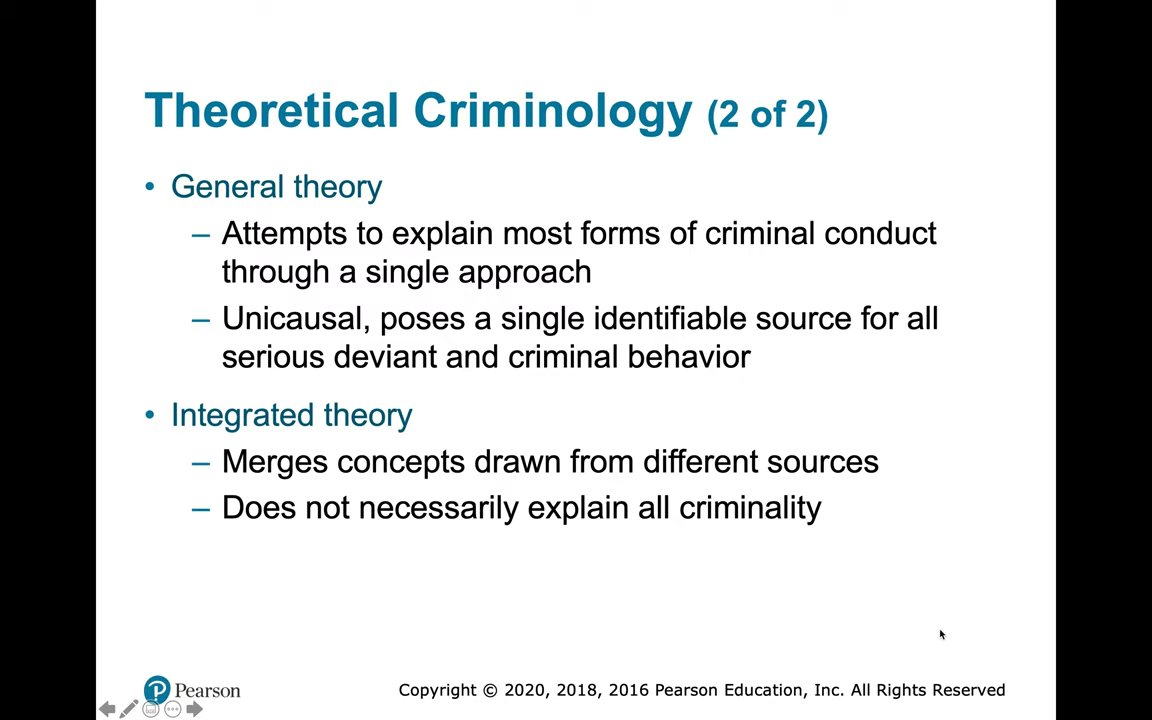 Theoretical Criminology (2 of 2)
• General theory
– Attempts to explain most forms of criminal conduct
through a single approach
– Unicausal, poses a single identifiable source for all
serious deviant and criminal behavior
• Integrated theory
– Merges concepts drawn from different sources
– Does not necessarily explain all criminality
P Pearson
Copyright © 2020, 2018, 2016 Pearson Education, Inc. All Rights Reserved